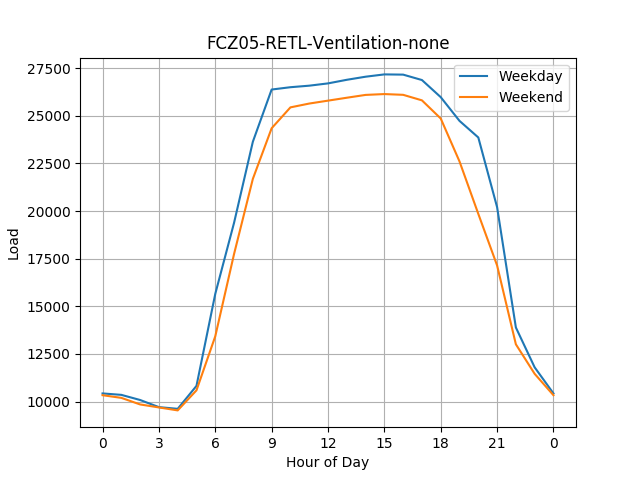 FCZ05-RETL-Ventilation-none
27500
25000
22500
20000
17500
15000
12500
10000
Load
Weekday
Weekend
0 3 6 9 12 15 18 21 0
Hour of Day